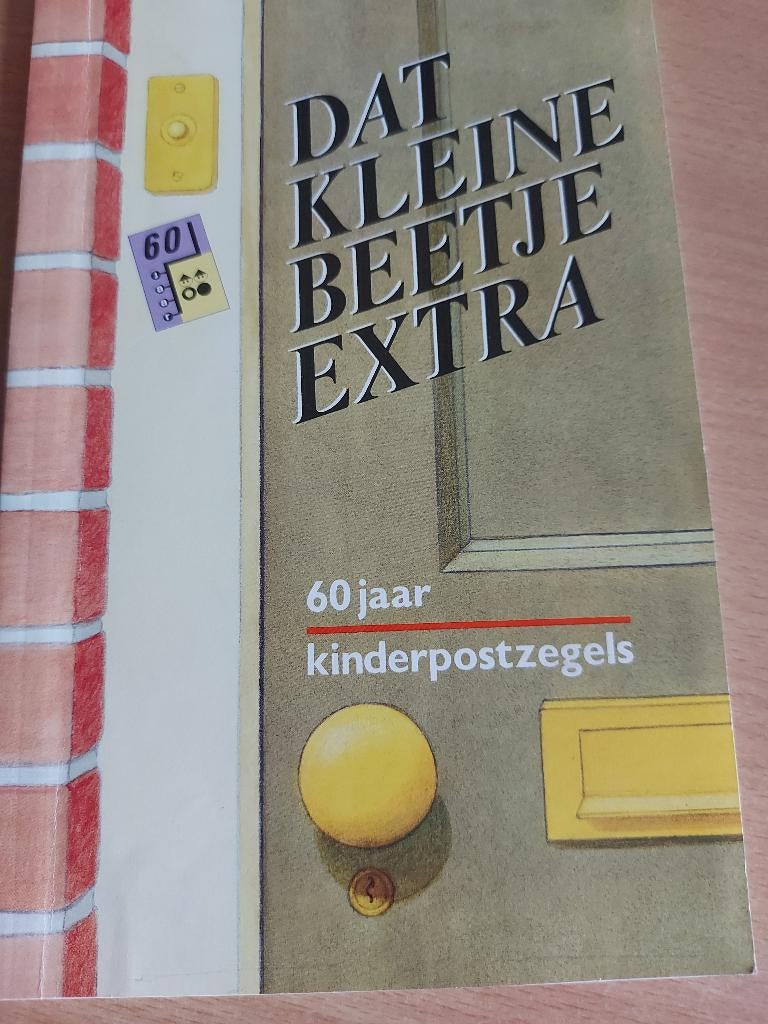 DAT
KLEINE
BEETJE
EXTRA
60
60 jaar
kinderpostzegels